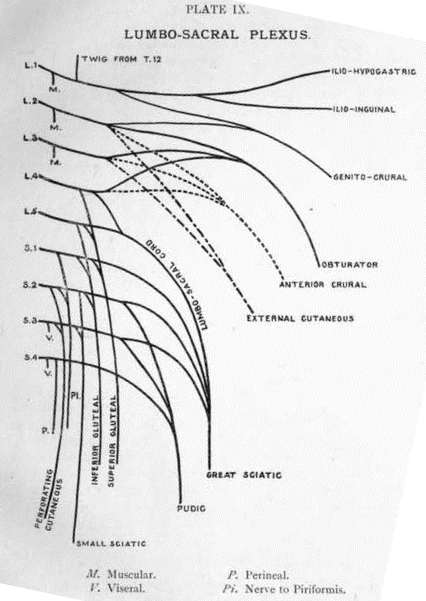 PLATE IX.
LUMBO-SACRAL PLEXUS.
TWIG FROM T.12
L.1
ILIO-HYPOGASTRIC
M.
L.2
ILIO-INGUINAL
M.
L.3
M.
L.4
GENITO-CRURAL
L.5
S.1
LUMBO-SACRAL CORD
OBTURATOR
S.2
ANTERIOR CRURAL
S.3
EXTERNAL CUTANEOUS
V.
S.4
V.
Pi.
P.
INFERIOR GLUTEAL
SUPERIOR GLUTEAL
GREAT SCIATIC
PERFORATING
CUTANEOUS
PUDIC
SMALL SCIATIC
M. Muscular. P. Perineal.
V. Viseral. Pi. Nerve to Piriformis.